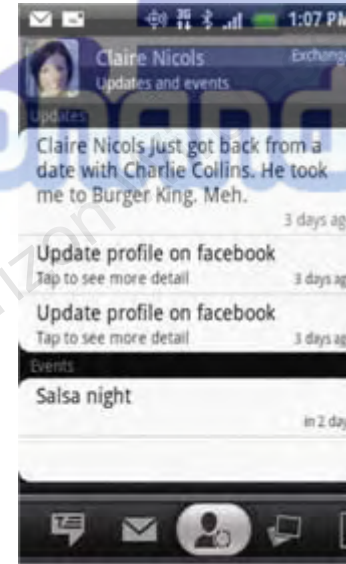 3G
1:07 PM
Claire Nicols
Exchange
Updates and events
Updates
Claire Nicols Just got back from a
date with Charlie Collins. He took
me to Burger King. Meh.
3 days ag
Update profile on facebook
Tap to see more detail
3 days ag
Update profile on facebook
Tap to see more detail
3 days ag
Events
Salsa night
in 2 day